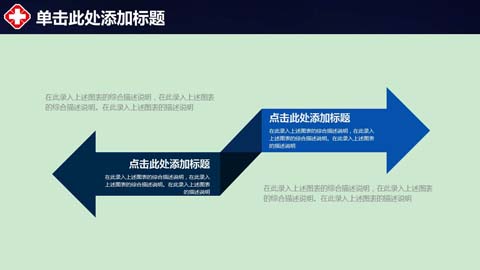 单击此处添加标题
在此录入上述图表的综合描述说明，在此录入上述图表
的综合描述说明。在此录入上述图表的描述说明
点击此处添加标题
在此录入上述图表的综合描述说明，在此录入
上述图表的综合描述说明。在此录入上述图表
的描述说明
点击此处添加标题
在此录入上述图表的综合描述说明，在此录
入上述图表的综合描述说明。在此录入上述图表
的描述说明
在此录入上述图表的综合描述说明，在此录入上述图表
的综合描述说明。在此录入上述图表的描述说明